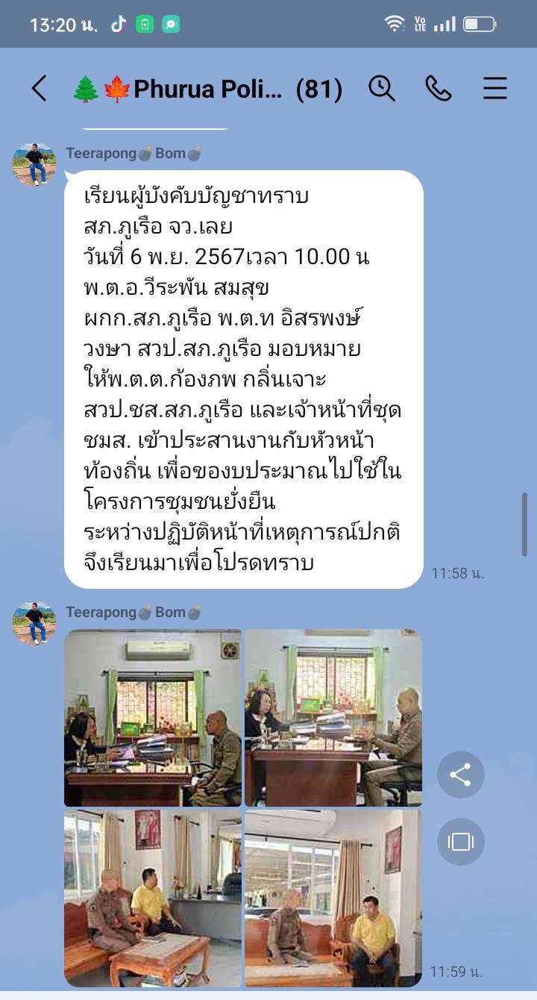 13:20 น.
Vo LTE
Phurua Poli... (81)
Teerapong💣Bom💣
เรียนผู้บังคับบัญชาทราบ
สภ.ภูเรือ จว.เลย
วันที่ 6 พ.ย. 2567เวลา 10.00 น
พ.ต.อ.วีระพัน สมสุข
ผกก.สภ.ภูเรือ พ.ต.ท อิสรพงษ์
วงษา สวป.สภ.ภูเรือ มอบหมาย
ให้พ.ต.ต.ก้องภพ กลิ่นเจาะ
สวป.ชส.สภ.ภูเรือ และเจ้าหน้าที่ชุด
ชมส. เข้าประสานงานกับหัวหน้า
ท้องถิ่น เพื่อของบประมาณไปใช้ใน
โครงการชุมชนยั่งยืน
ระหว่างปฏิบัติหน้าที่เหตุการณ์ปกติ
จึงเรียนมาเพื่อโปรดทราบ
11:58 น.
Teerapong💣Bom💣
11:59 น.